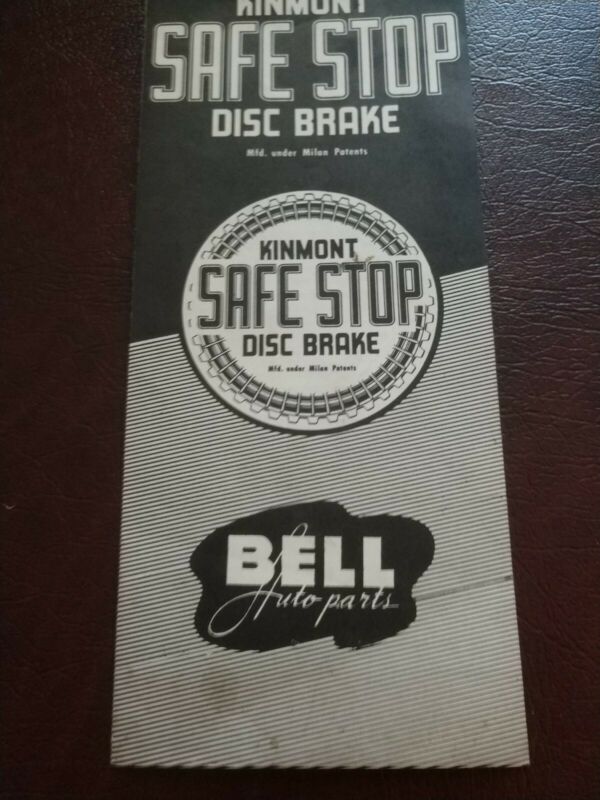 KINMONT
SAFE STOP
DISC BRAKE
Mfd. under Milan Patents
KINMONT
SAFE STOP
DISC BRAKE
Mfd. under Milan Patents
BELL
Auto parts